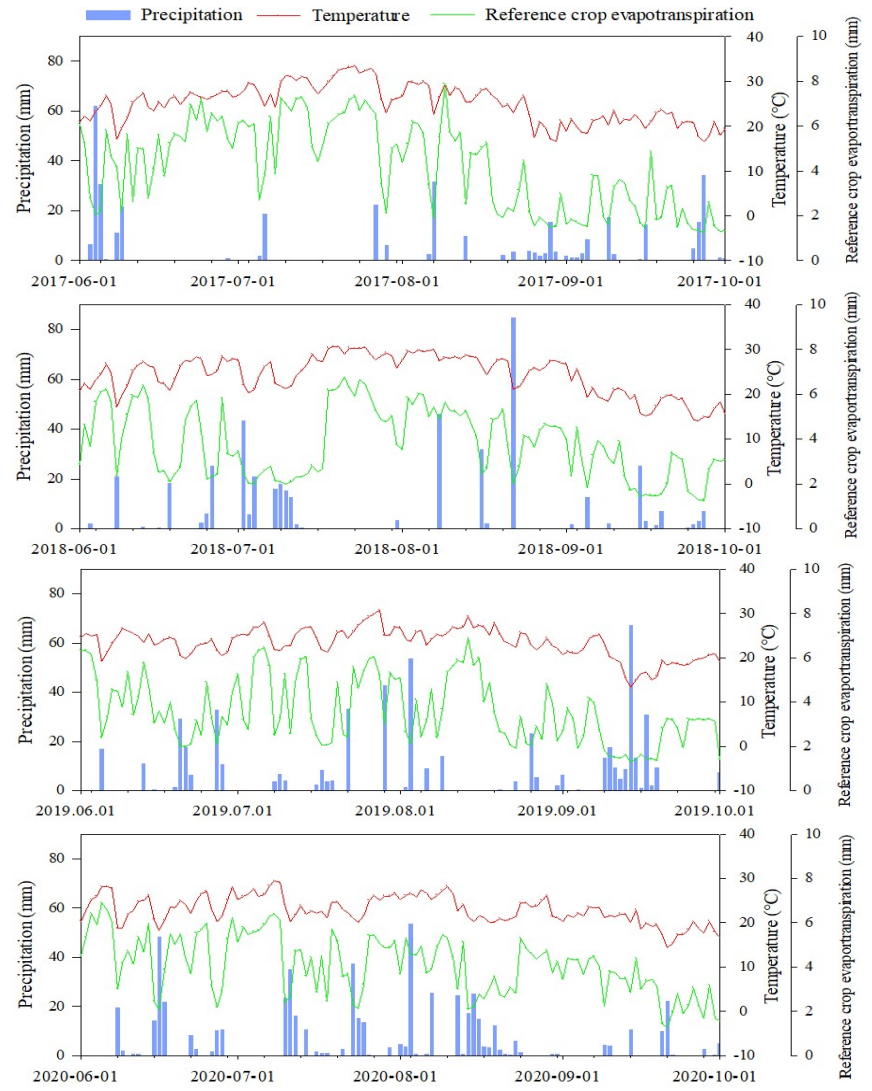 Precipitation Temperature Reference crop evapotranspiration
80 60 40 20 0
Precipitation (mm)
40 30 20 10 0 -10
Temperature (°C)
10 8 6 4 2 0
Reference crop evaportranspiration (mm)
2017-06-01 2017-07-01 2017-08-01 2017-09-01 2017-10-01
80 60 40 20 0
Precipitation (mm)
40 30 20 10 0 -10
Temperature (°C)
10 8 6 4 2 0
Reference crop evaportranspiration (mm)
2018-06-01 2018-07-01 2018-08-01 2018-09-01 2018-10-01
80 60 40 20 0
Precipitation (mm)
40 30 20 10 0 -10
Temperature (°C)
10 8 6 4 2 0
Reference crop evaportranspiration (mm)
2019.06.01 2019.07.01 2019.08.01 2019.09.01 2019.10.01
80 60 40 20 0
Precipitation (mm)
40 30 20 10 0 -10
Temperature (°C)
10 8 6 4 2 0
Reference crop evaportranspiration (mm)
2020-06-01 2020-07-01 2020-08-01 2020-09-01 2020-10-01